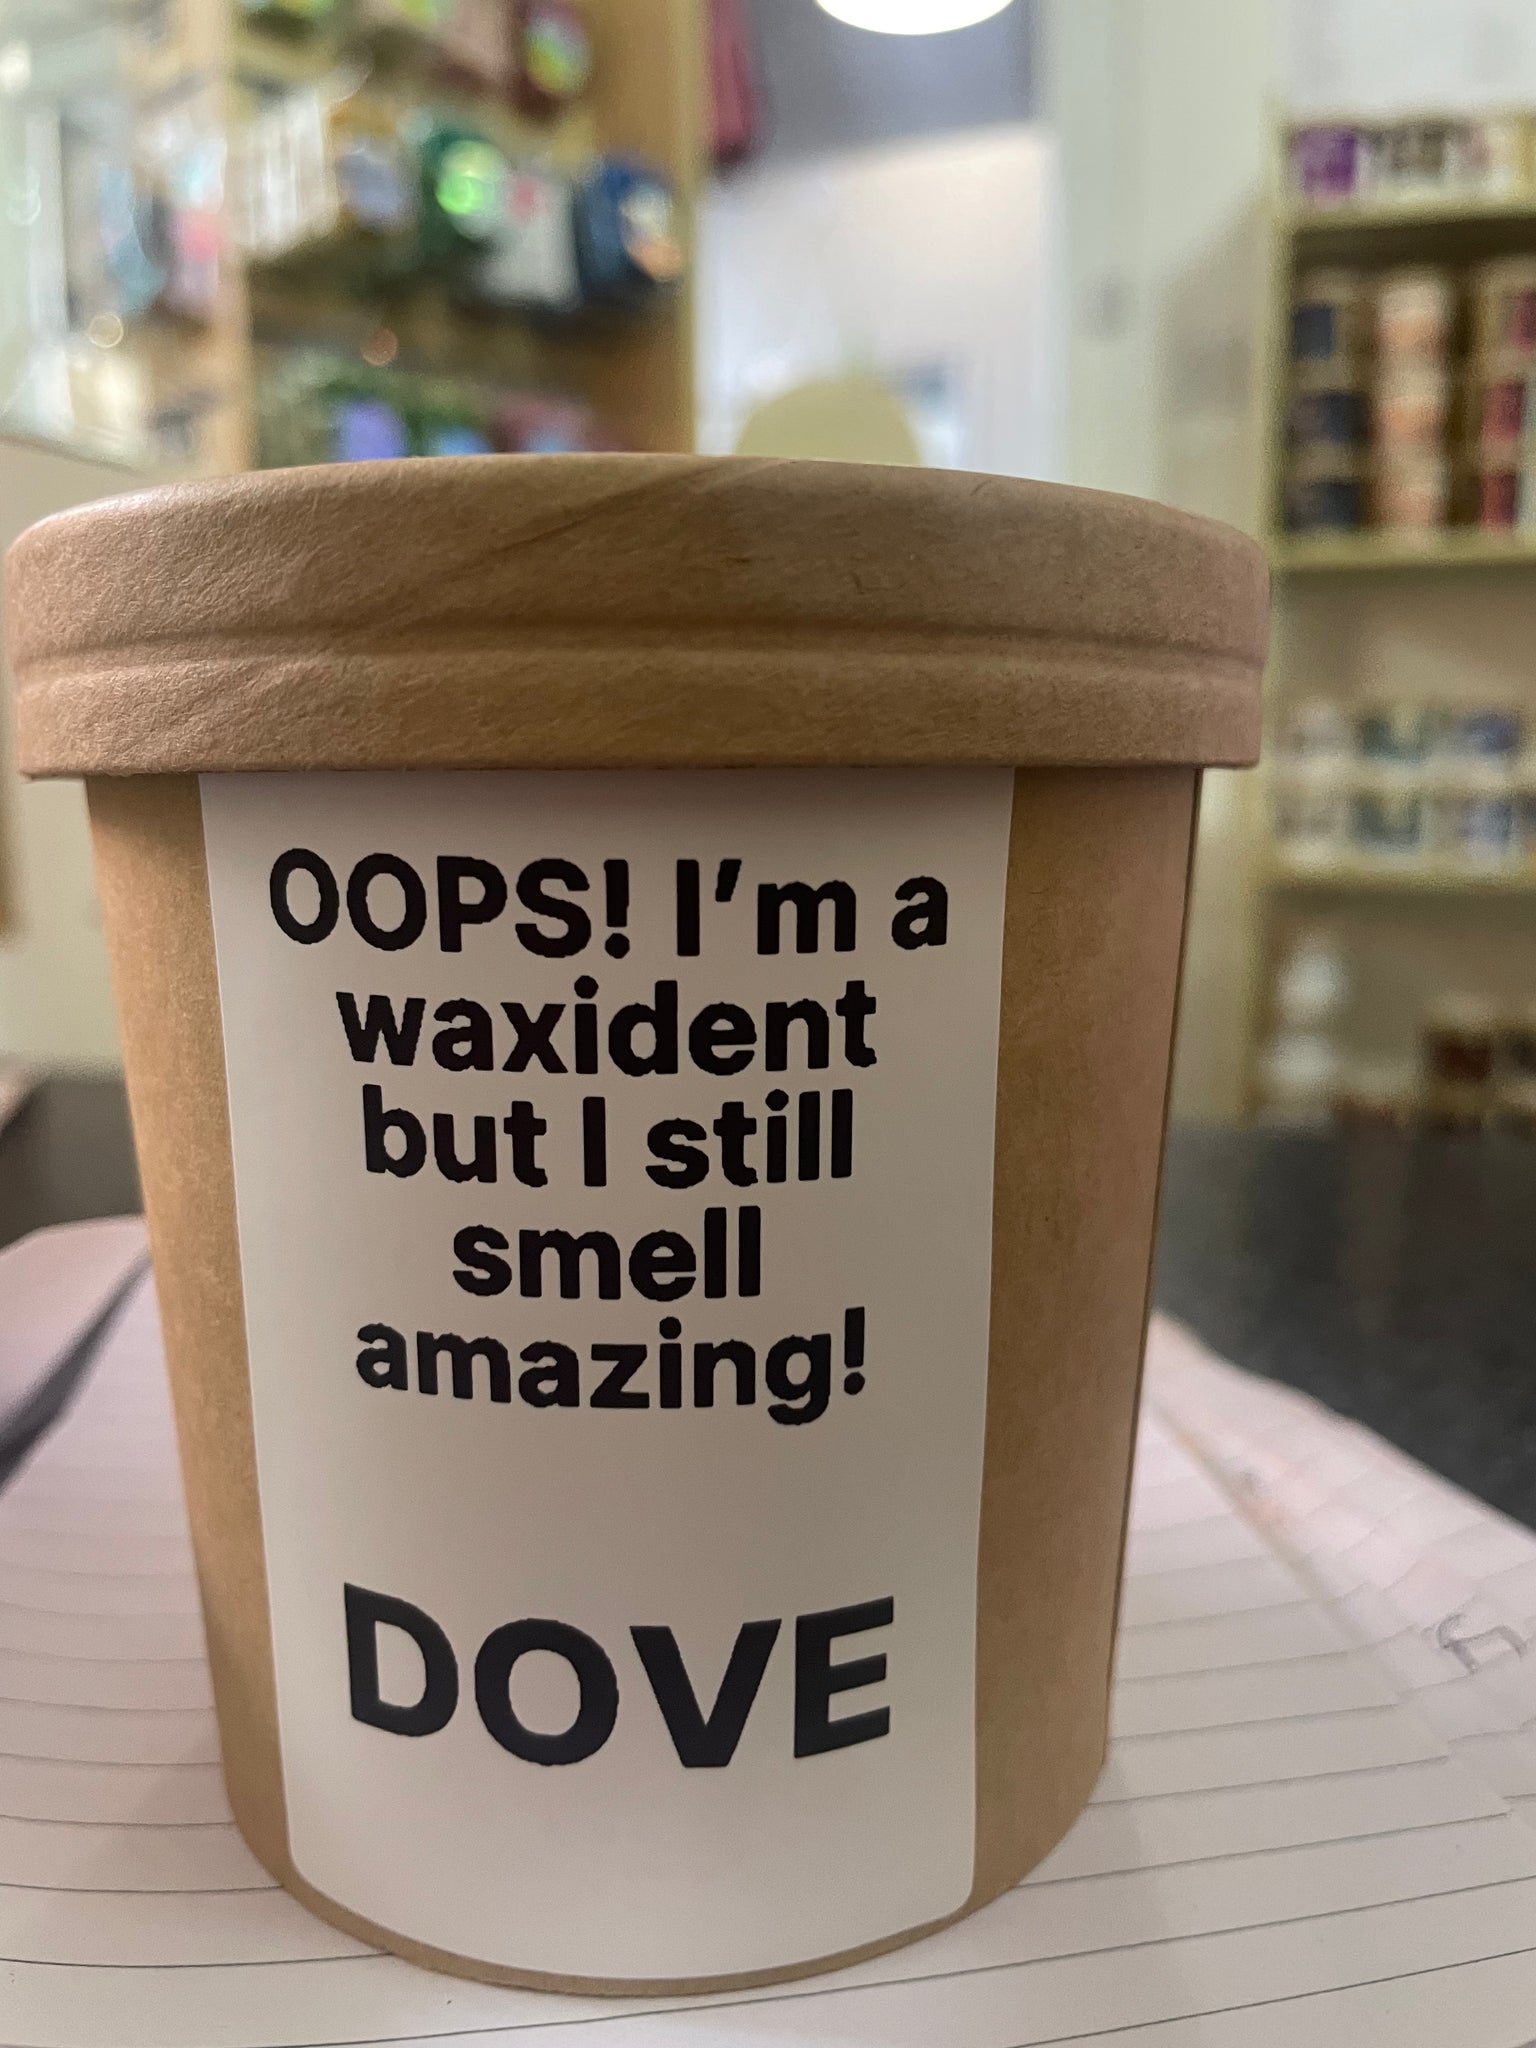 OOPS! I'm a
waxident
but I still
smell
amazing!
DOVE